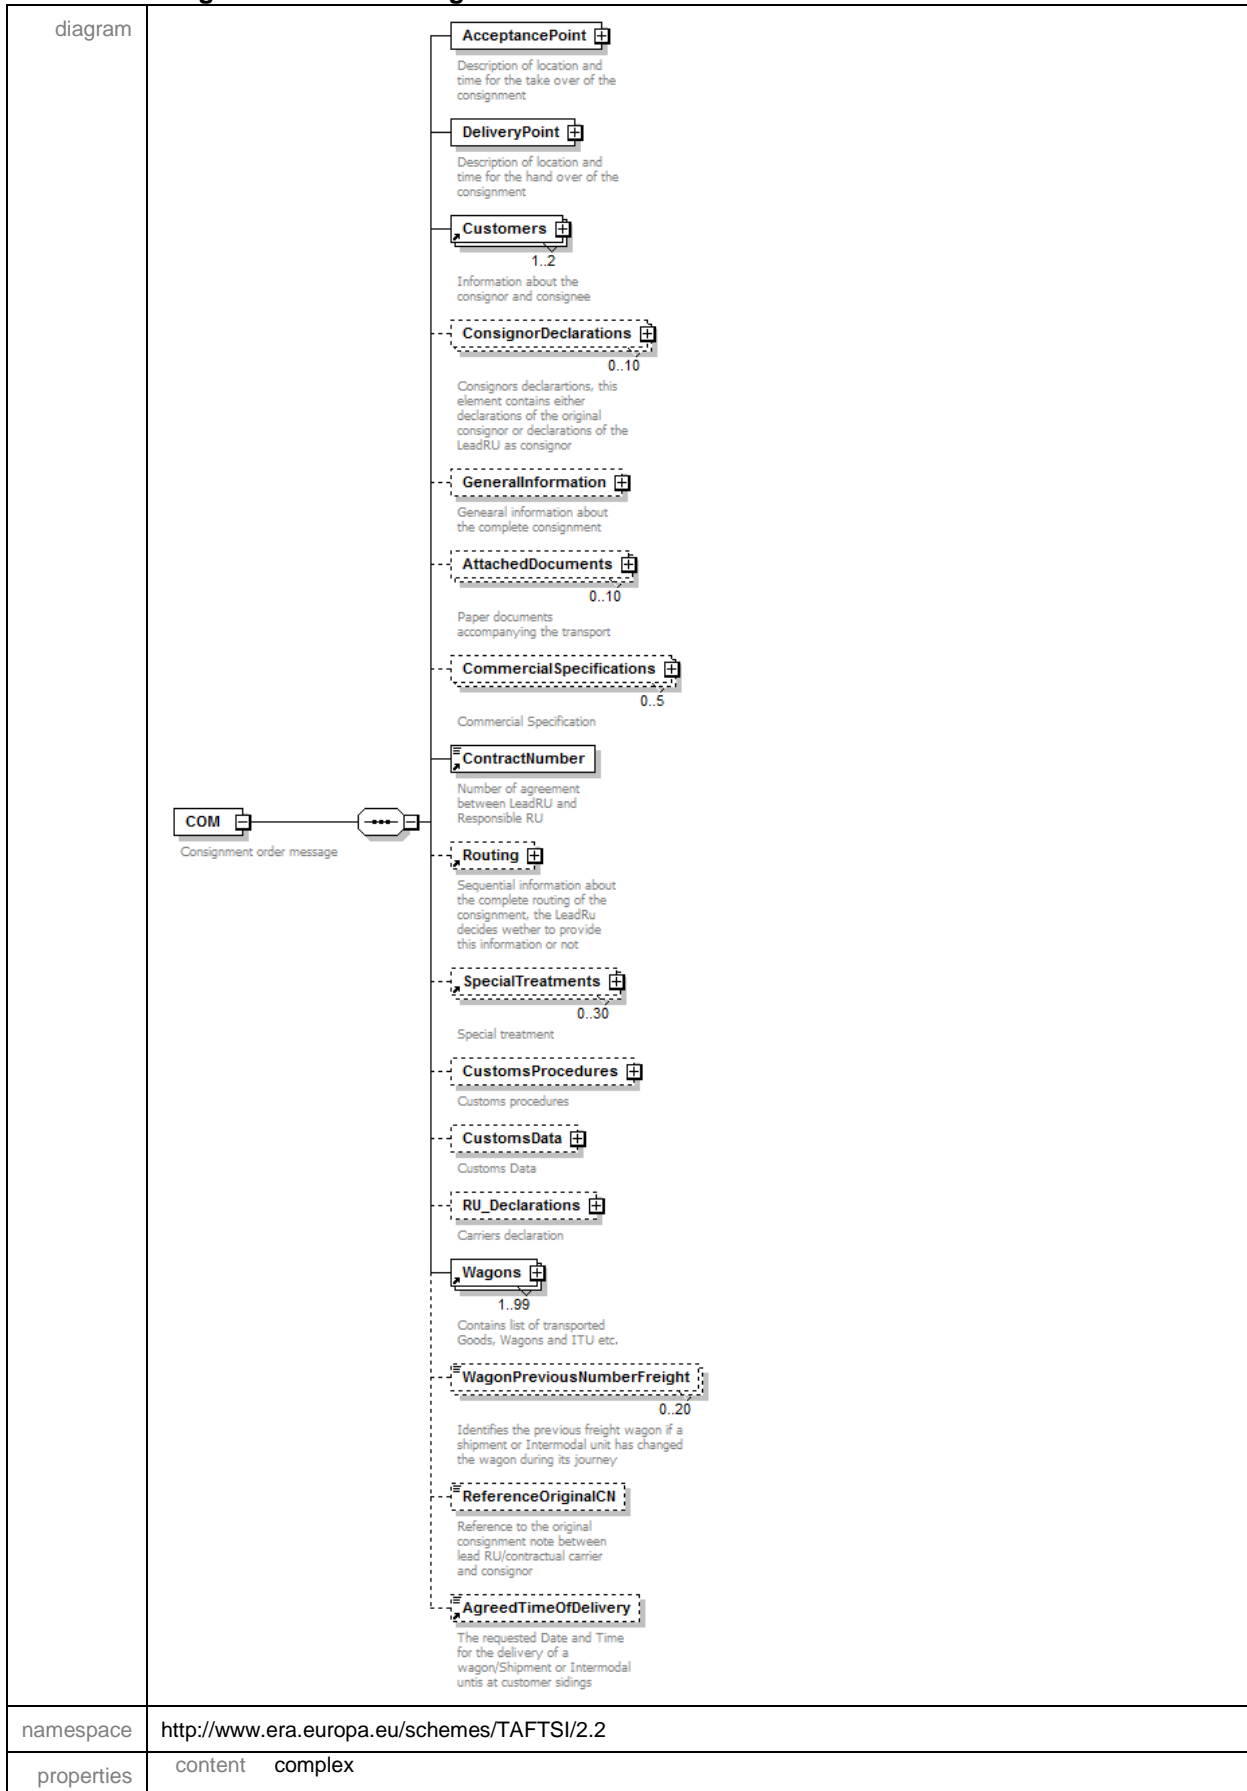 diagram
AcceptancePoint
Description of location and
time for the take over of the
consignment
DeliveryPoint
Description of location and
time for the hand over of the
consignment
Customers
1..2
Information about the
consignor and consignee
ConsignorDeclarations
0..10
Consignors declarartions, this
element contains either
declarations of the original
consignor or declarations of the
LeadRU as consignor
GeneralInformation
Genearal information about
the complete consignment
AttachedDocuments
0..10
Paper documents
accompanying the transport
CommercialSpecifications
0..5
Commercial Specification
ContractNumber
Number of agreement
between LeadRU and
Responsible RU
COM
Consignment order message
Routing
Sequential information about
the complete routing of the
consignment, the LeadRu
decides wether to provide
this information or not
SpecialTreatments
0..30
Special treatment
CustomsProcedures
Customs procedures
CustomsData
Customs Data
RU_Declarations
Carriers declaration
Wagons
1..99
Contains list of transported
Goods, Wagons and ITU etc.
WagonPreviousNumberFreight
0..20
Identifies the previous freight wagon if a
shipment or Intermodal unit has changed
the wagon during its journey
ReferenceOriginalCN
Reference to the original
consignment note between
lead RU/contractual carrier
and consignor
AgreedTimeOfDelivery
The requested Date and Time
for the delivery of a
wagon/Shipment or Intermodal
untis at customer sidings
namespace http://www.era.europa.eu/schemes/TAFTSI/2.2
properties content complex